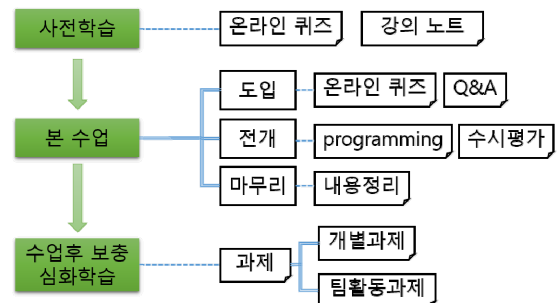 사전학습
온라인 퀴즈
강의 노트
도입
온라인 퀴즈
Q&A
본 수업
전개
programming
수시평가
마무리
내용정리
수업후 보충
심화학습
과제
개별과제
팀활동과제